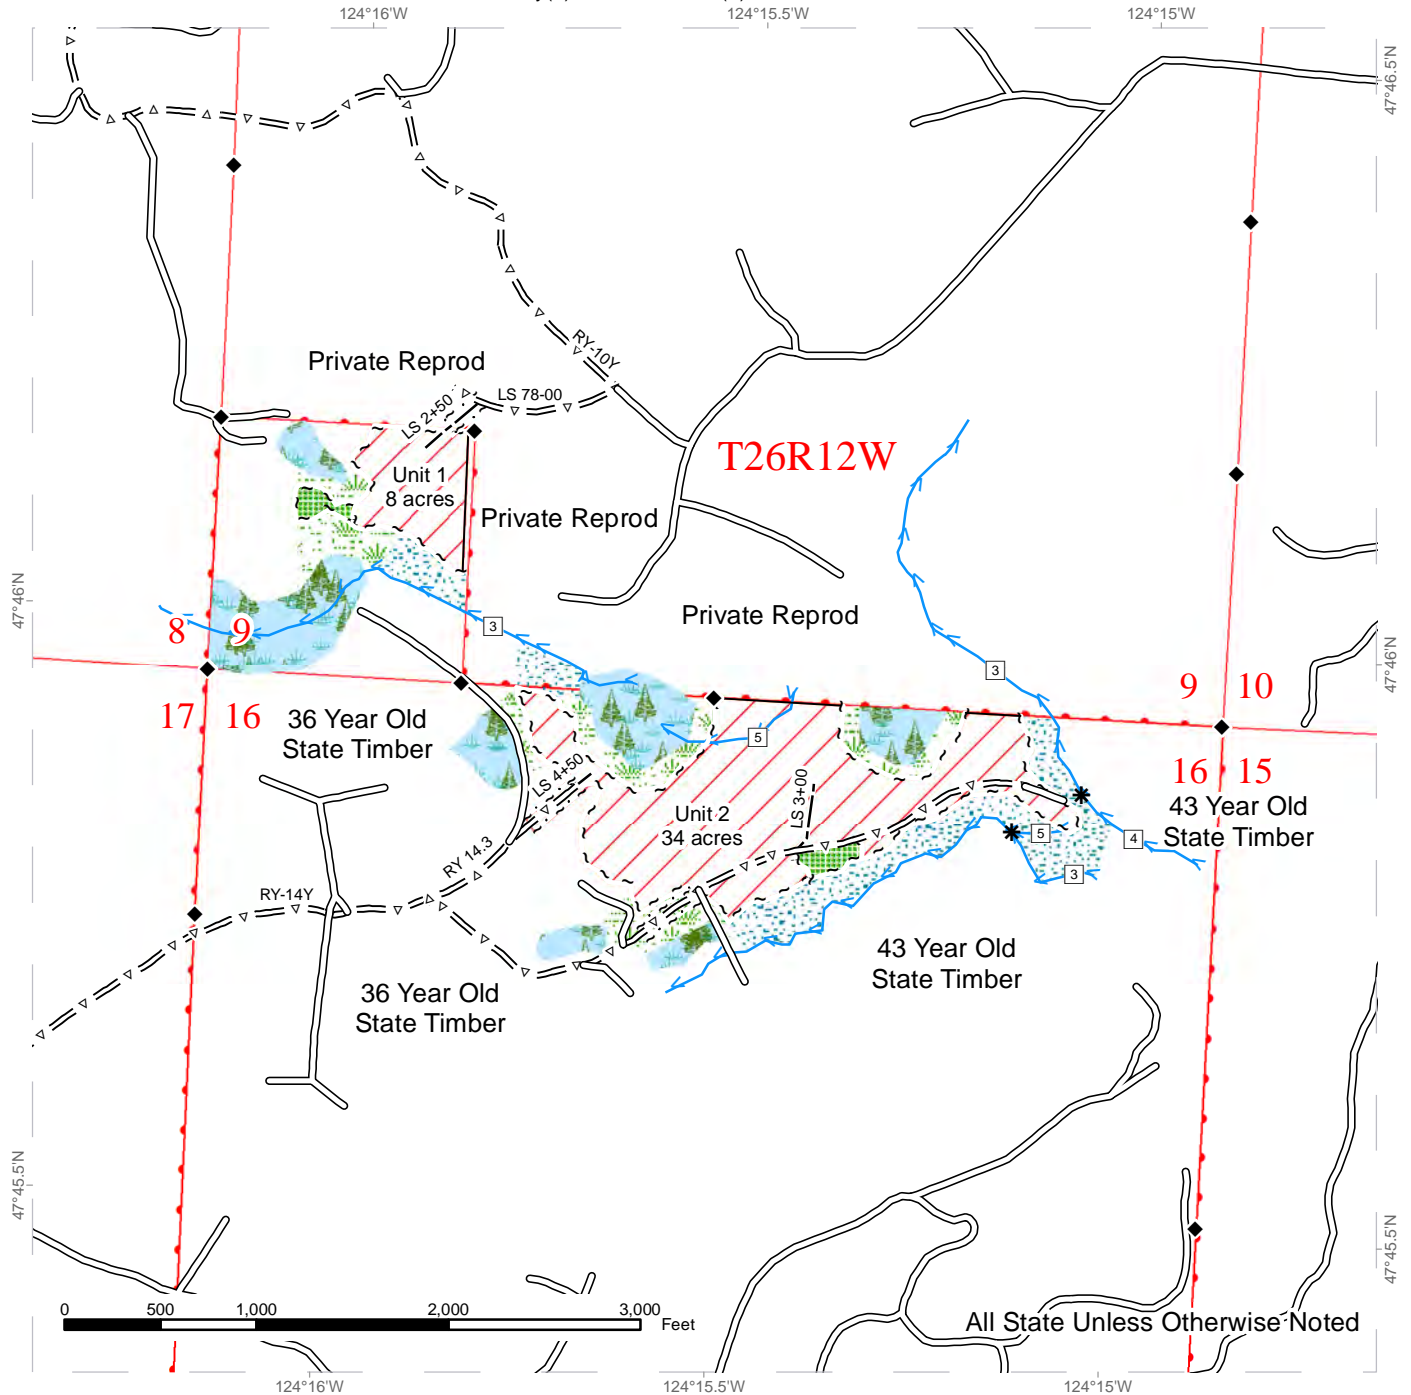 124°16'W
124°15.5'W
124°15'W
47°46.5'N
RY-10Y
Private Reprod
LS 2+50
LS 78-00
T26R12W
Unit 1
8 acres
Private Reprod
47°46'N
Private Reprod
3
8
9
3
47°46'N
9
10
17
16
36 Year Old
State Timber
5
16
15
LS 4+50
LS 3+00
Unit 2
34 acres
43 Year Old
State Timber
5
4
RY 14.3
3
RY-14Y
43 Year Old
State Timber
36 Year Old
State Timber
47°45.5'N
47°45.5'N
0
500
1,000
2,000
3,000
Feet
All State Unless Otherwise Noted
124°16'W
124°15.5'W
124°15'W